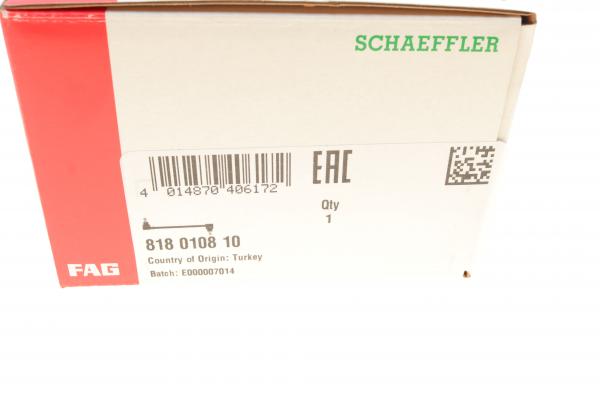 SCHAEFFLER
EAC
4 014870 406172
Qty
1
818 0108 10
Country of Origin: Turkey
Batch: E000007014
FAG